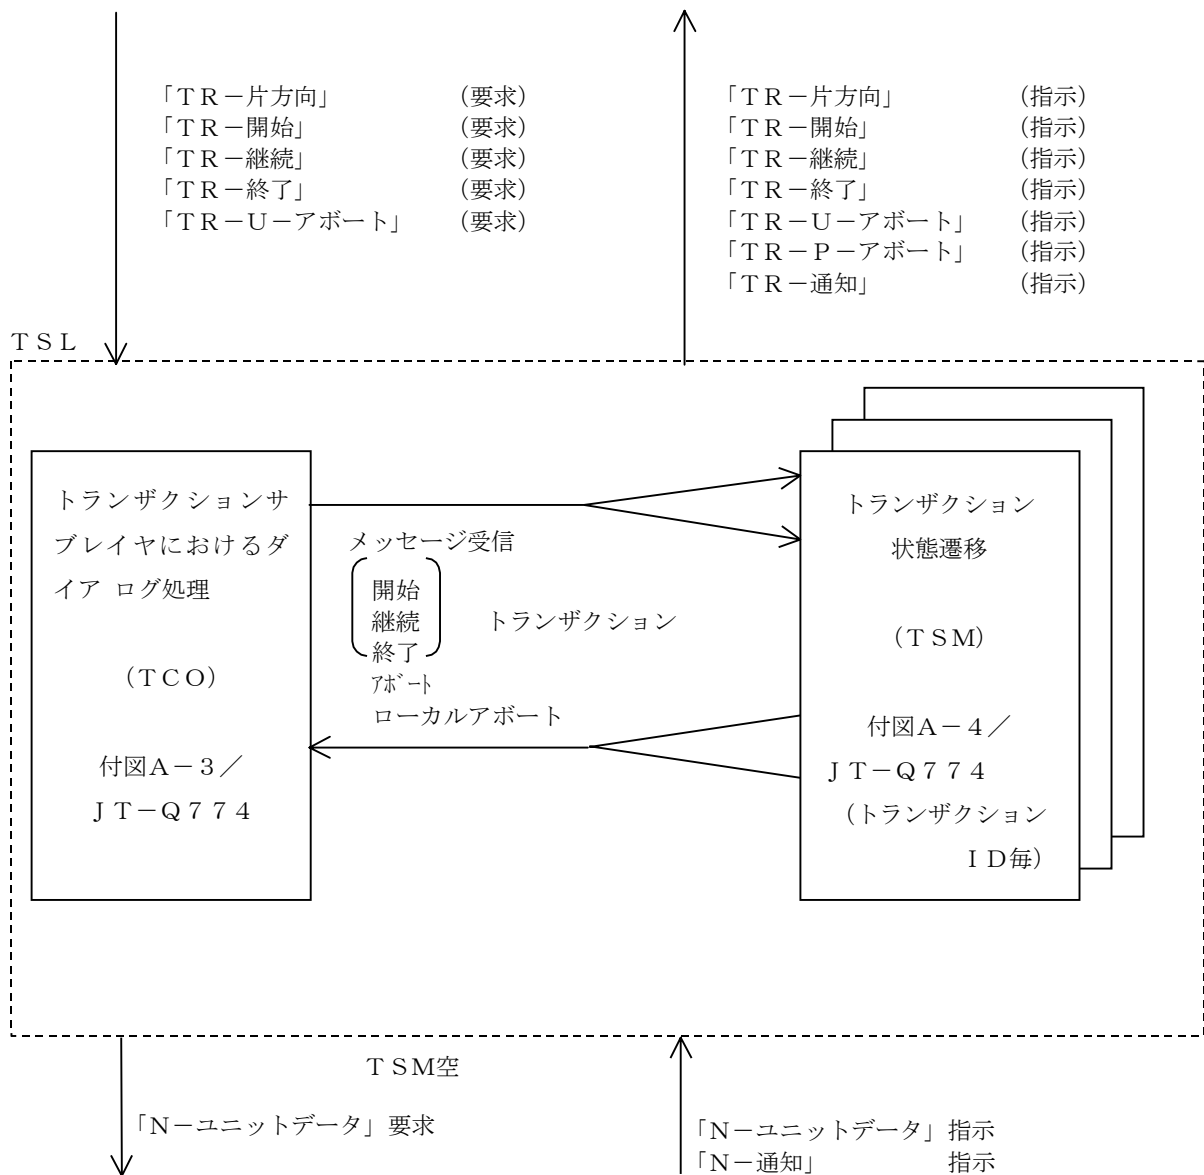 「ＴＲ－片方向」 （要求）
「ＴＲ－開始」 （要求）
「ＴＲ－継続」 （要求）
「ＴＲ－終了」 （要求）
「ＴＲ－Ｕ－アボート」 （要求）
「ＴＲ－片方向」 （指示）
「ＴＲ－開始」 （指示）
「ＴＲ－継続」 （指示）
「ＴＲ－終了」 （指示）
「ＴＲ－Ｕ－アボート」 （指示）
「ＴＲ－Ｐ－アボート」 （指示）
「ＴＲ－通知」 （指示）
ＴＳＬ
トランザクションサ
ブレイヤにおけるダ
イア ログ処理
（ＴＣＯ）
付図Ａ－３／
ＪＴ－Ｑ７７４
メッセージ受信
開始
継続
終了
トランザクション
ｱﾎﾞｰﾄ
ローカルアボート
トランザクション
状態遷移
（ＴＳＭ）
付図Ａ－４／
ＪＴ－Ｑ７７４
（トランザクション
ＩＤ毎）
ＴＳＭ空
「Ｎ－ユニットデータ」要求
「Ｎ－ユニットデータ」指示
「Ｎ－通知」 指示